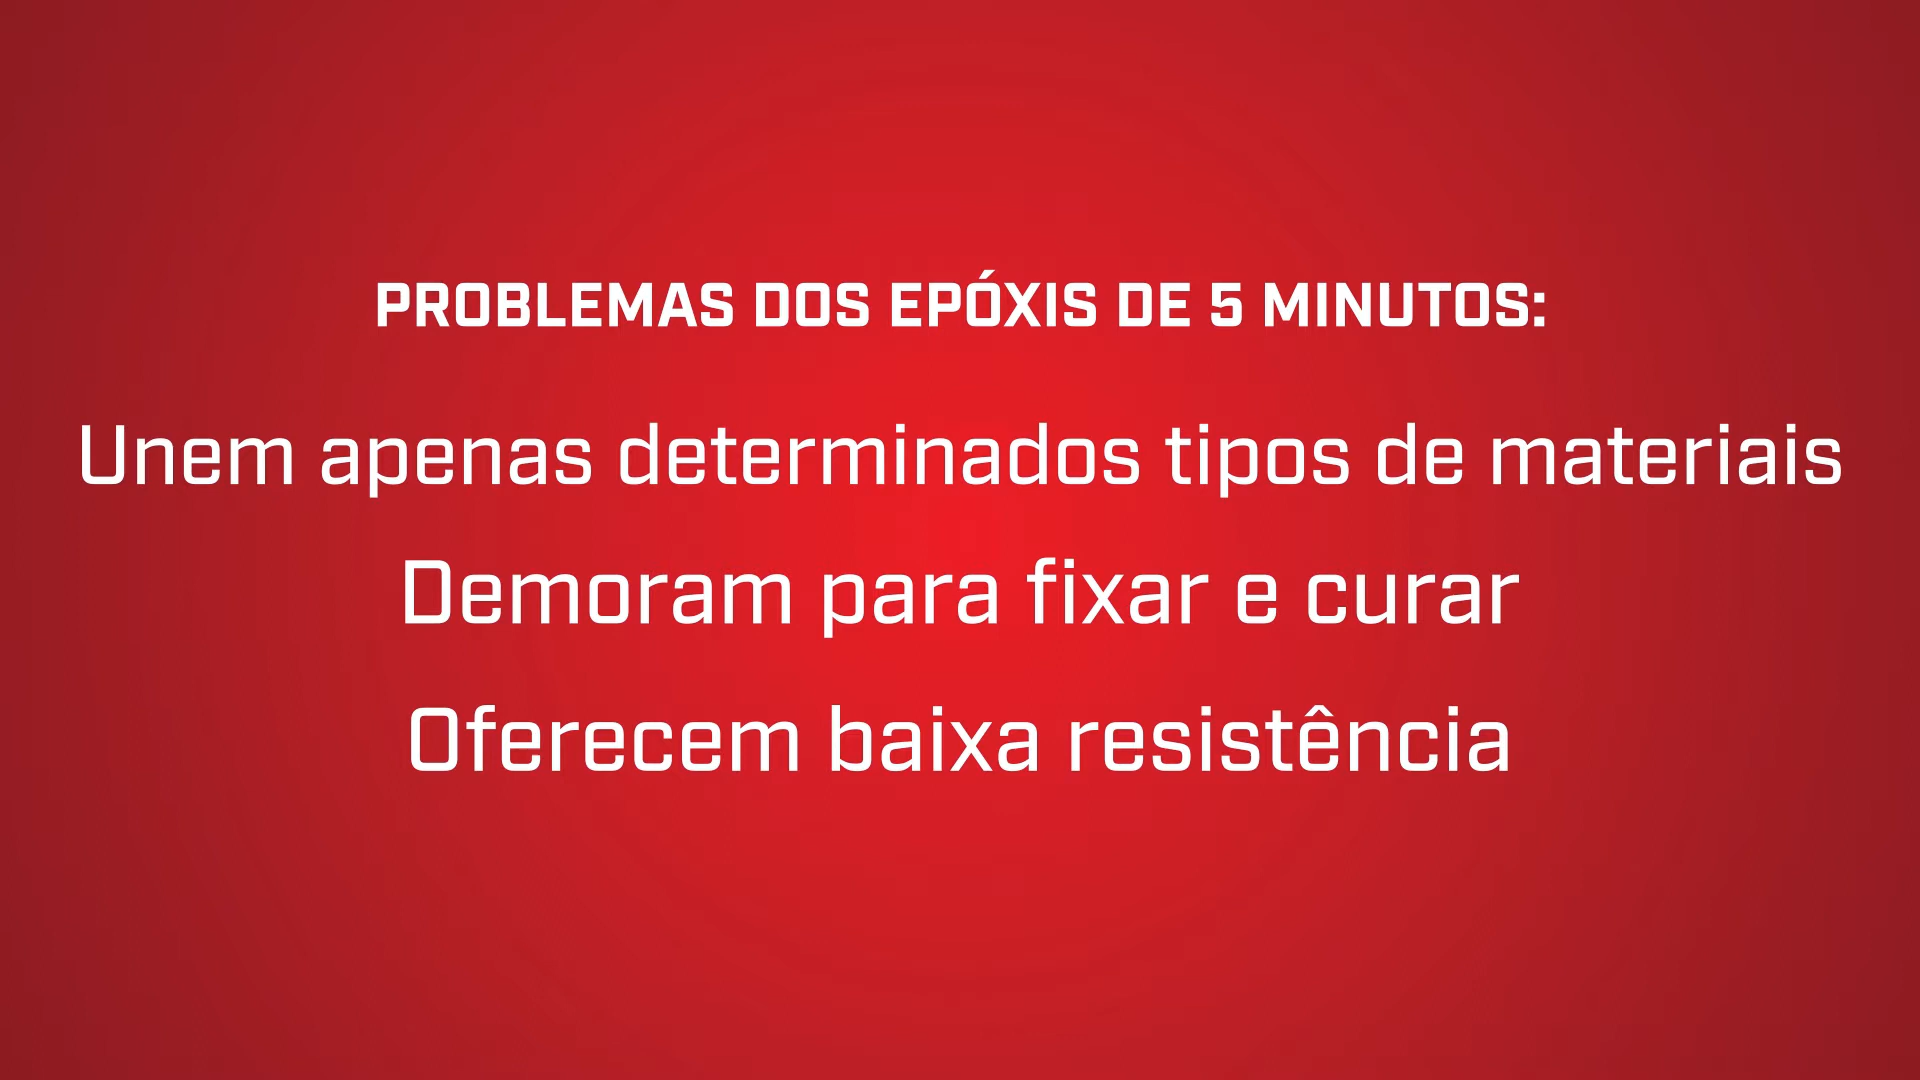 PROBLEMAS DOS EPÓXIS DE 5 MINUTOS:
Unem apenas determinados tipos de materiais
Demoram para fixar e curar
Oferecem baixa resistência